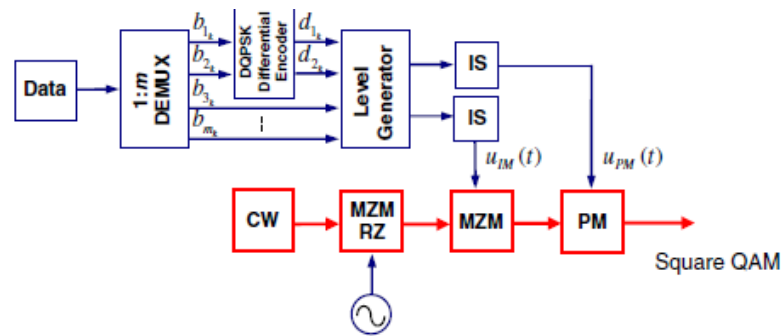 Data
1:m
DEMUX
b1k
b2k
b3k
bmk
DQPSK
Differential
Encoder
d1k
d2k
Level
Generator
IS
IS
uIM(t)
uPM(t)
CW
MZM
RZ
MZM
PM
Square QAM